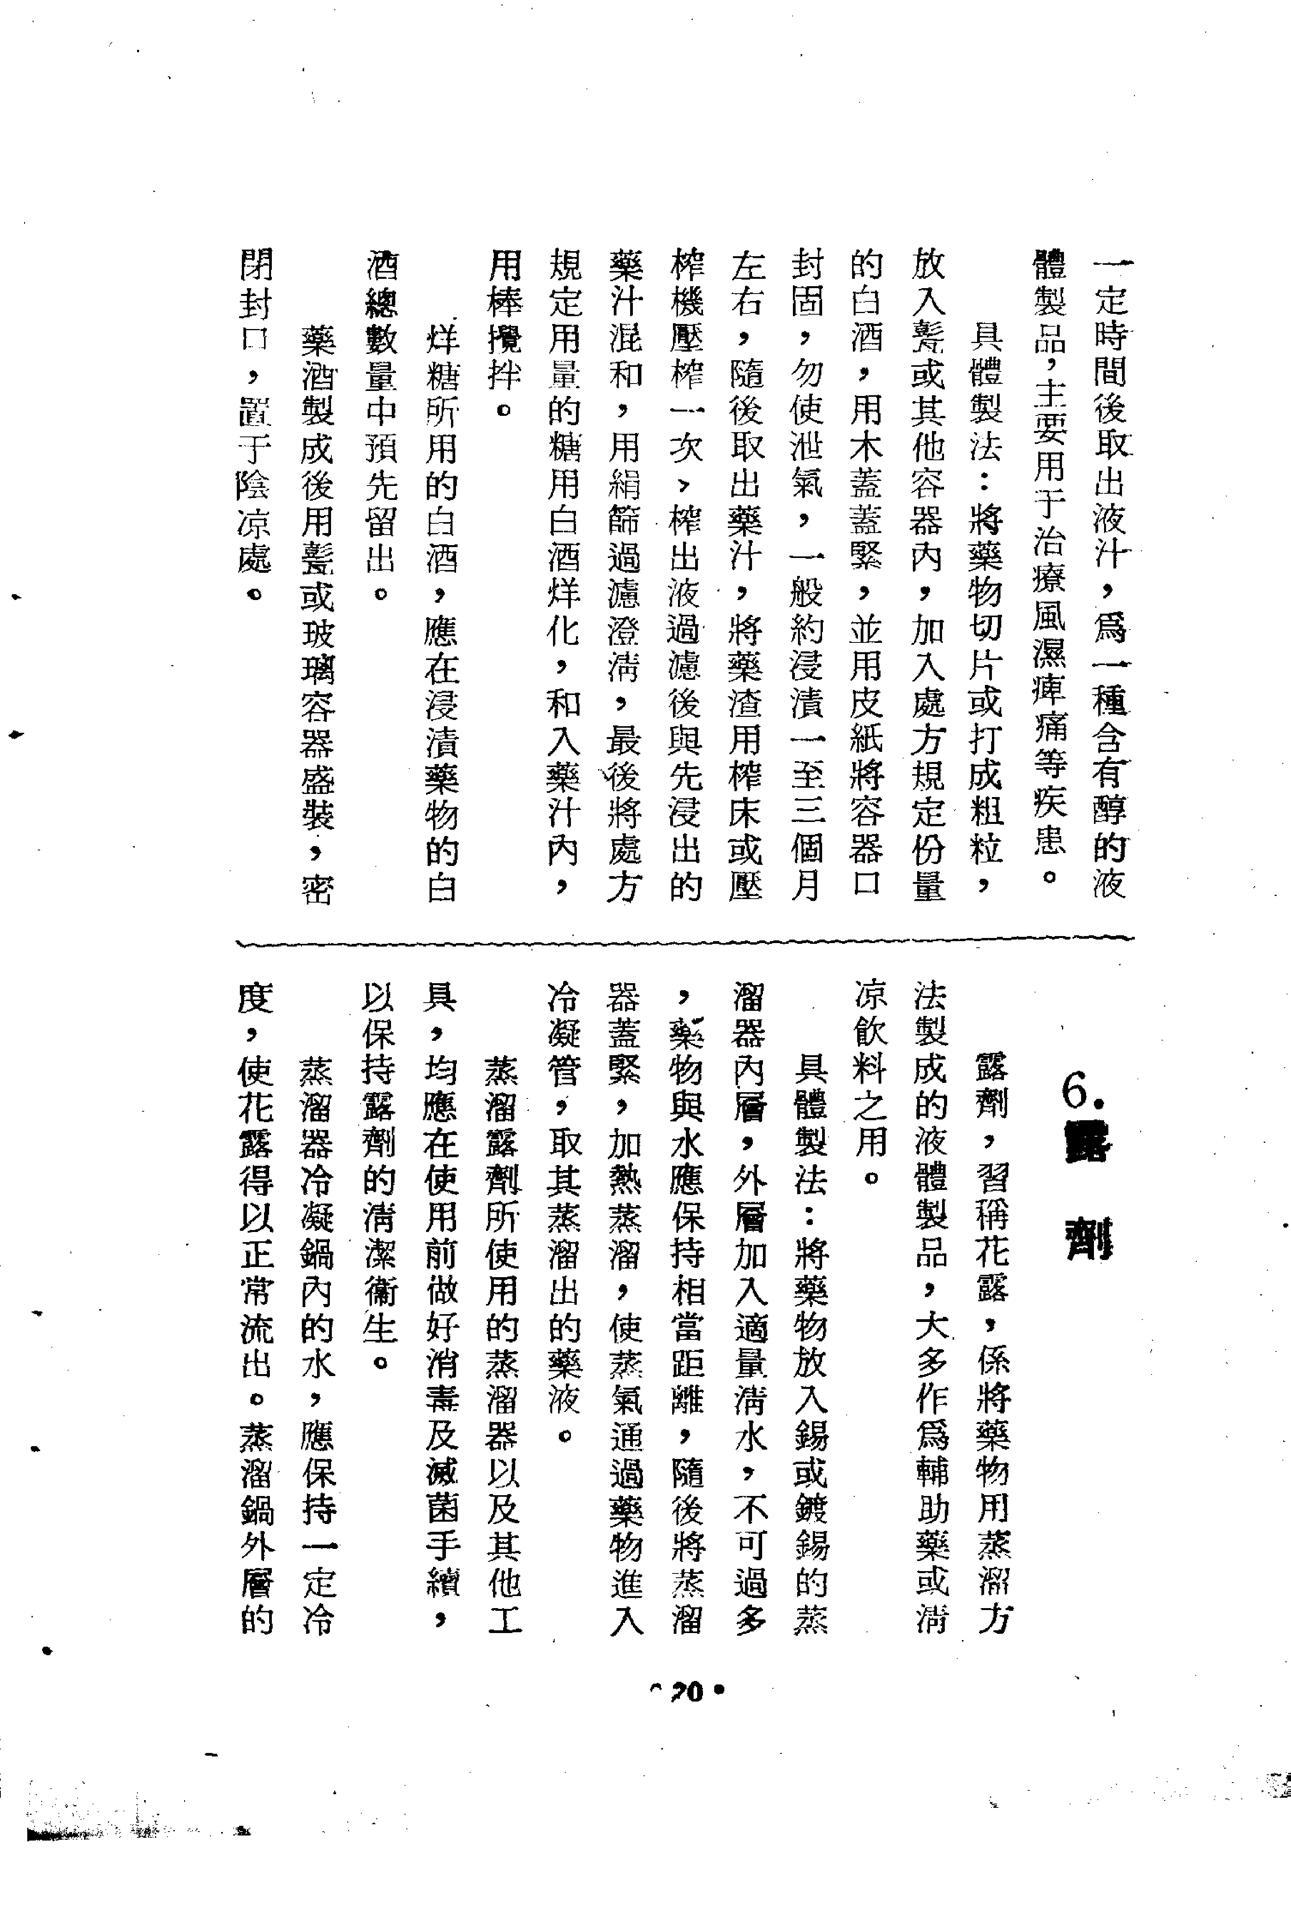 一定時間後取出液汁，爲一種含有醇的液
體製品，主要用于治療風濕痺痛等疾患。
具體製法：將藥物切片或打成粗粒，
放入甏或其他容器內，加入處方規定份量
的白酒，用木蓋蓋緊，並用皮紙將容器口
封固，勿使泄氣，一般約浸漬一至三個月
左右，隨後取出藥汁，將藥渣用榨床或壓
榨機壓榨一次，榨出液過濾後與先浸出的
藥汁混和，用絹篩過濾澄淸，最後將處方
規定用量的糖用白酒烊化，和入藥汁內，
用棒攪拌。
烊糖所用的白酒，應在浸漬藥物的白
酒總數量中預先留出。
藥酒製成後用甏或玻璃容器盛裝，密
閉封口，置于陰凉處。
6.露 劑
露劑，習稱花露，係將藥物用蒸溜方
法製成的液體製品，大多作爲輔助藥或淸
凉飮料之用。
具體製法：將藥物放入錫或鍍錫的蒸
溜器內層，外層加入適量淸水，不可過多
，藥物與水應保持相當距離，隨後將蒸溜
器蓋緊，加熱蒸溜，使蒸氣通過藥物進入
冷凝管，取其蒸溜出的藥液。
蒸溜露劑所使用的蒸溜器以及其他工
具，均應在使用前做好消毒及滅菌手續，
以保持露劑的淸潔衞生。
蒸溜器冷凝鍋內的水，應保持一定冷
度，使花露得以正常流出。蒸溜鍋外層的
•20•